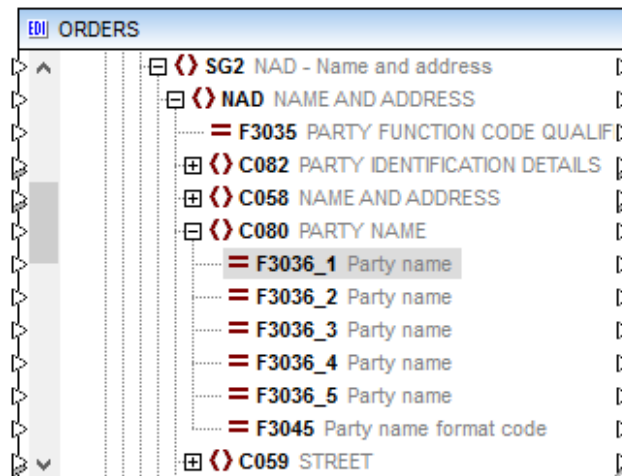 EDI ORDERS
SG2 NAD - Name and address
NAD NAME AND ADDRESS
F3035 PARTY FUNCTION CODE QUALIF
C082 PARTY IDENTIFICATION DETAILS
C058 NAME AND ADDRESS
C080 PARTY NAME
F3036_1 Party name
F3036_2 Party name
F3036_3 Party name
F3036_4 Party name
F3036_5 Party name
F3045 Party name format code
C059 STREET